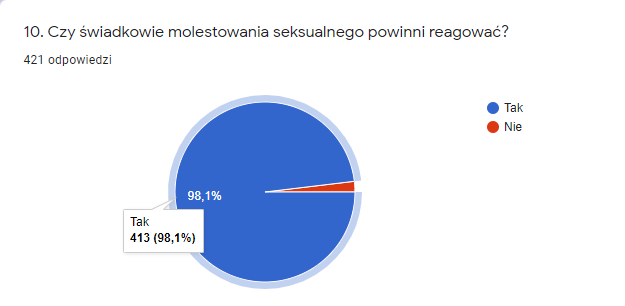 10. Czy świadkowie molestowania seksualnego powinni reagować?
421 odpowiedzi
Tak
Nie
98,1%
Tak
413 (98,1%)